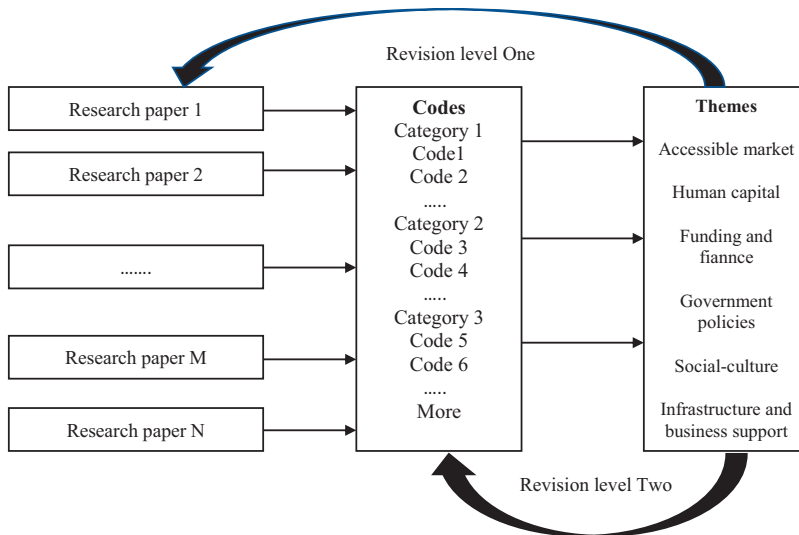 Revision level One
Research paper 1
Research paper 2
.......
Research paper M
Research paper N
Codes
Category 1
Code1
Code 2
.....
Category 2
Code 3
Code 4
.....
Category 3
Code 5
Code 6
.....
More
Themes
Accessible market
Human capital
Funding and
fiannce
Government
policies
Social-culture
Infrastructure and
business support
Revision level Two